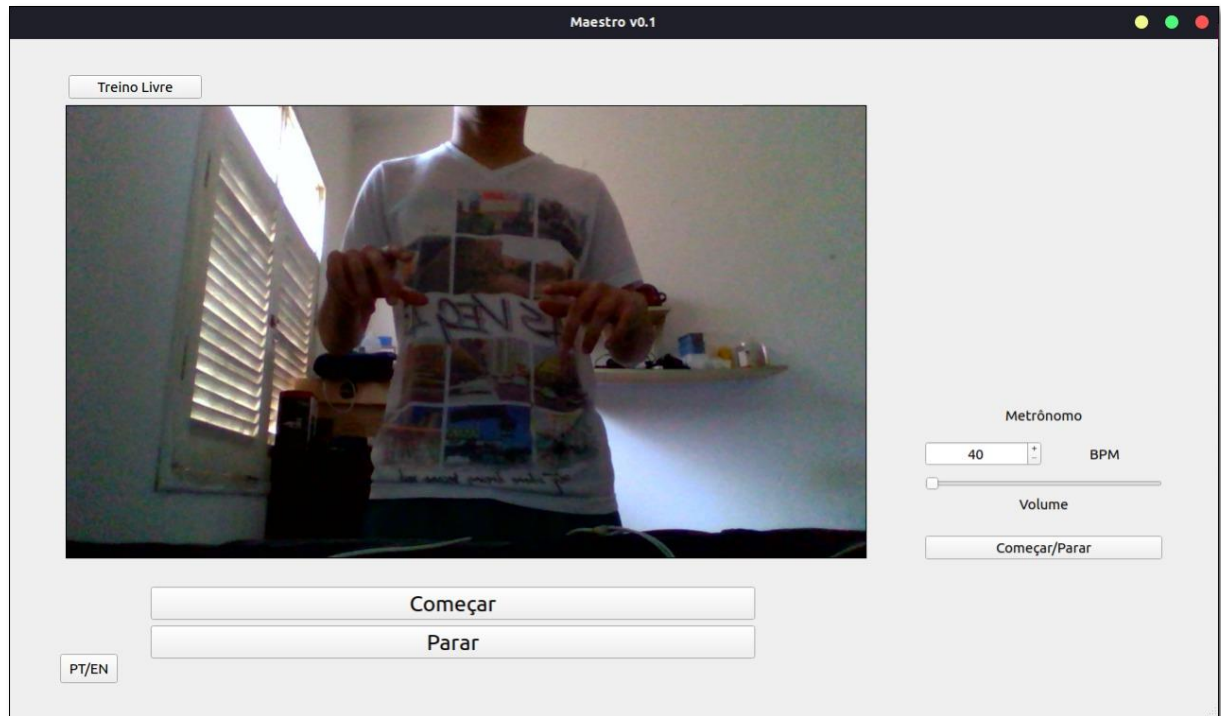 Maestro v0.1
Treino Livre
Metrônomo
40 BPM
Volume
Começar/Parar
Começar
Parar
PT/EN